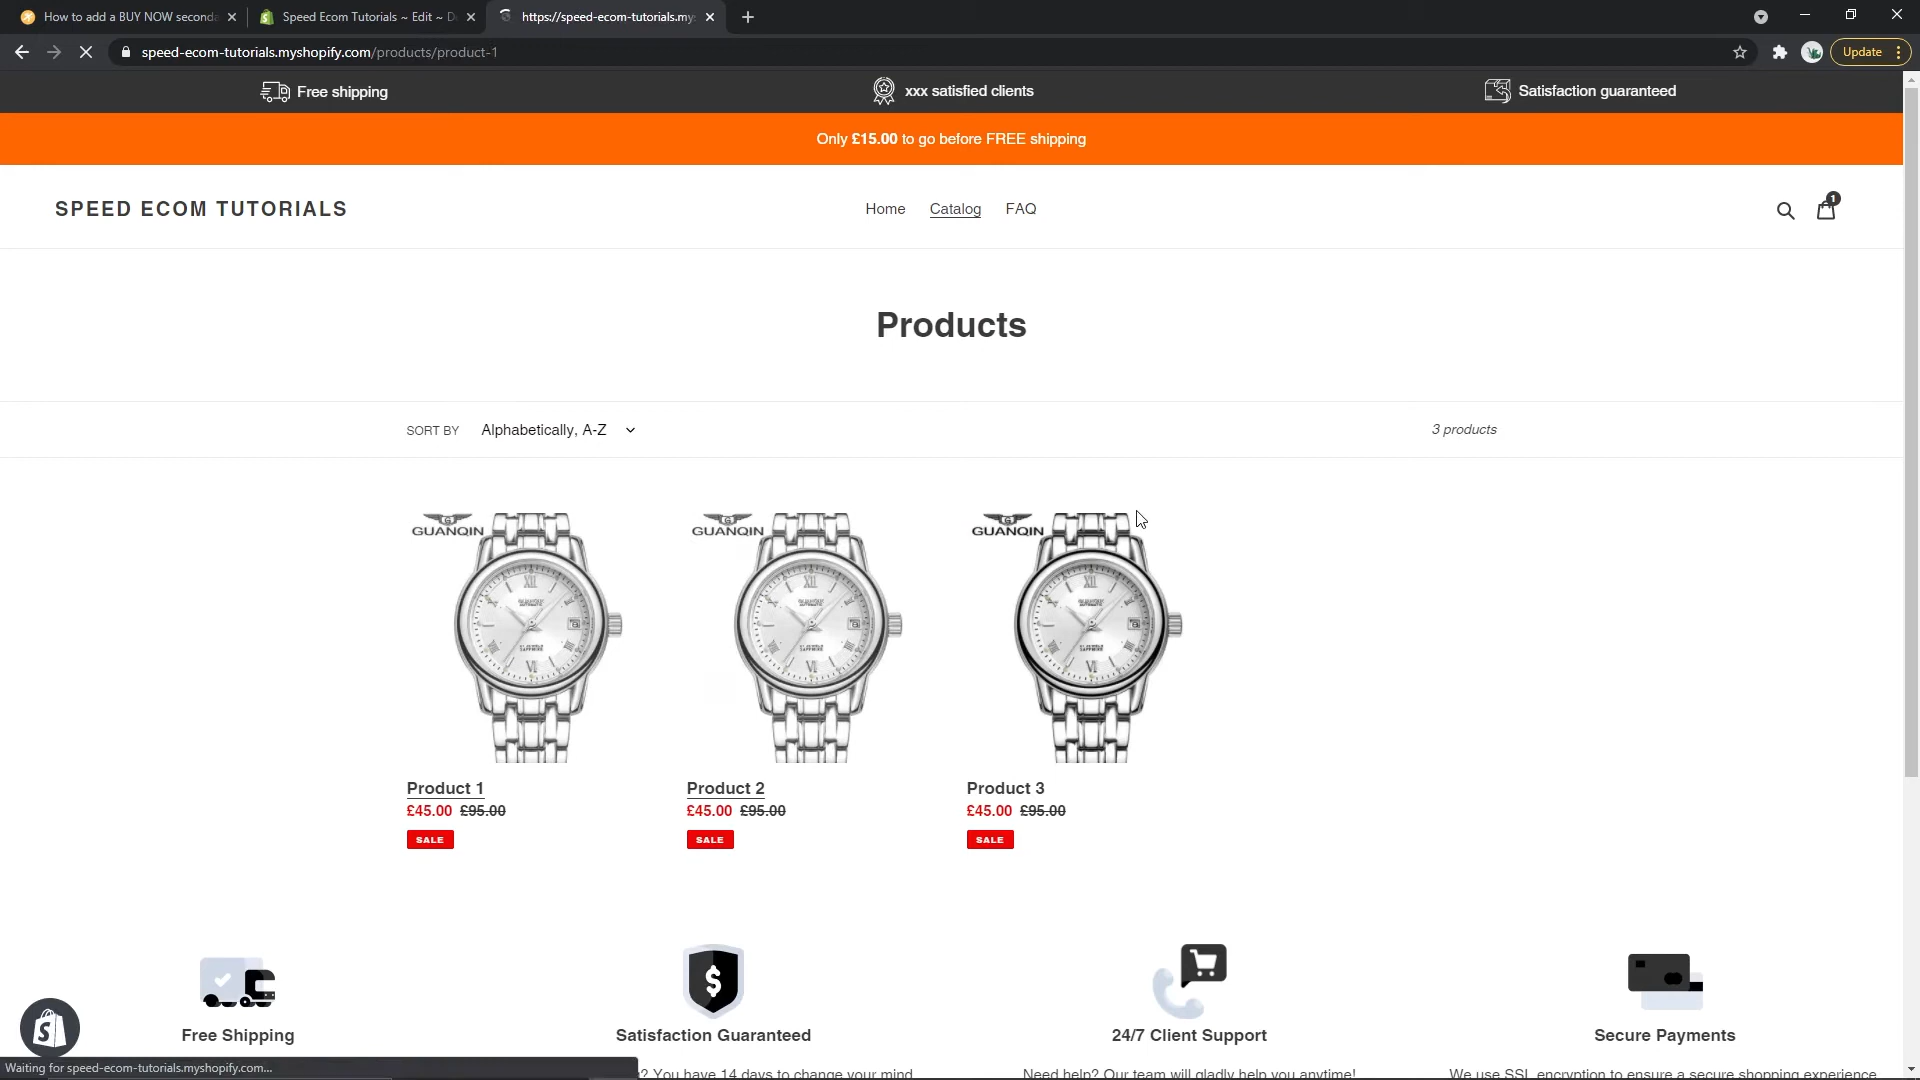 How to add a BUY NOW seconda
Speed Ecom Tutorials ~ Edit ~ D
https://speed-ecom-tutorials.my
speed-ecom-tutorials.myshopify.com/products/product-1
Update
Free shipping
xxx satisfied clients
Satisfaction guaranteed
Only £15.00 to go before FREE shipping
SPEED ECOM TUTORIALS
Home
Catalog
FAQ
1
Products
SORT BY
Alphabetically, A-Z
3 products
GUANQIN
GUANQIN
GUANQIN
Product 1
£45.00 £95.00
SALE
Product 2
£45.00 £95.00
SALE
Product 3
£45.00 £95.00
SALE
Free Shipping
Satisfaction Guaranteed
24/7 Client Support
Secure Payments
? You have 14 days to change your mind
Need help? Our team will gladly help you anytime!
We use SSL encryption to ensure a secure shopping experience.
Waiting for speed-ecom-tutorials.myshopify.com...